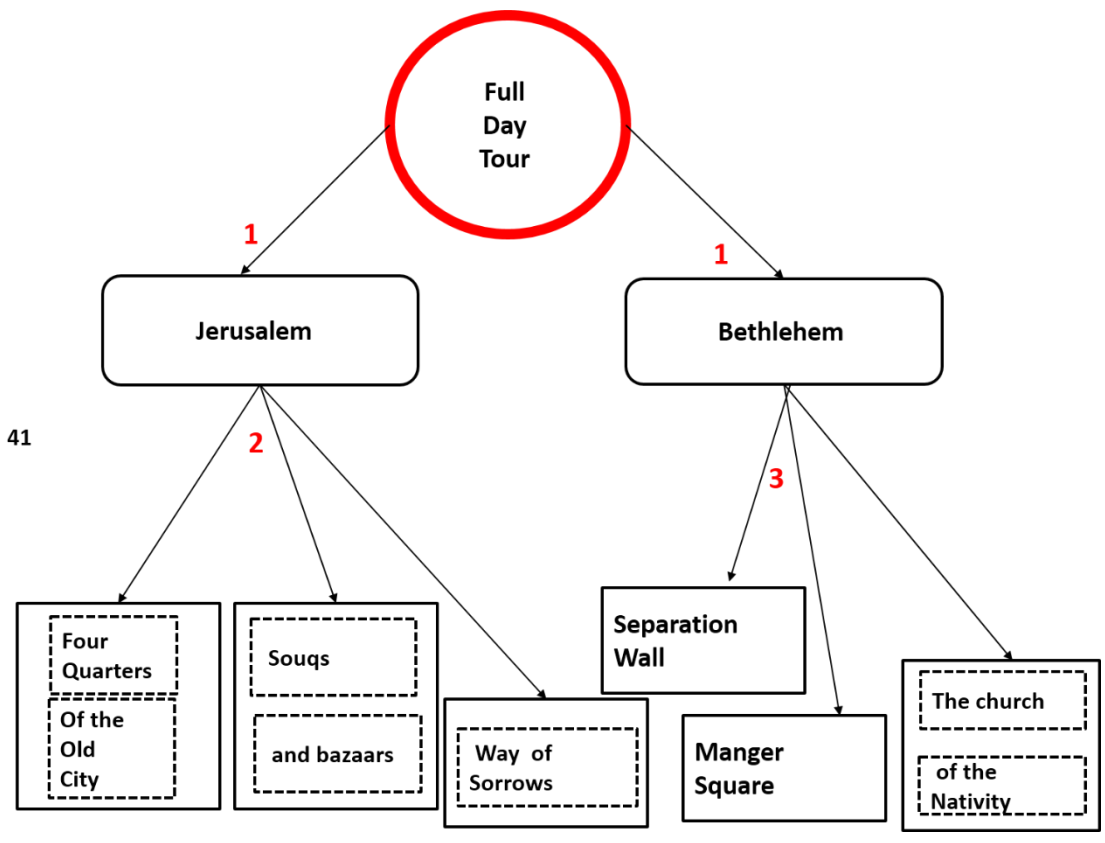 Full
Day
Tour
1
1
Jerusalem
Bethlehem
41
2
3
Four
Quarters
Of the
Old
City
Souqs
and bazaars
Way of
Sorrows
Separation
Wall
Manger
Square
The church
of the
Nativity